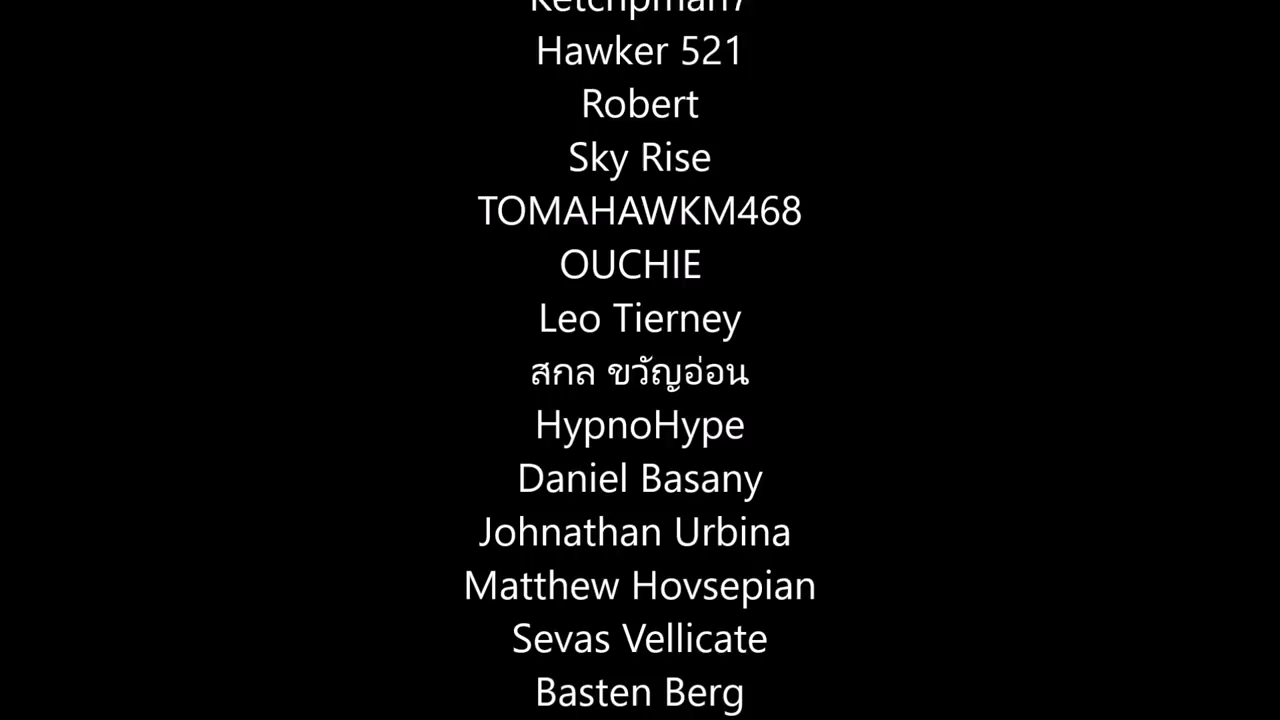 Ketchpman7
Hawker 521
Robert
Sky Rise
TOMAHAWKM468
OUCHIE
Leo Tierney
สกล ขวัญอ่อน
HypnoHype
Daniel Basany
Johnathan Urbina
Matthew Hovsepian
Sevas Vellicate
Basten Berg